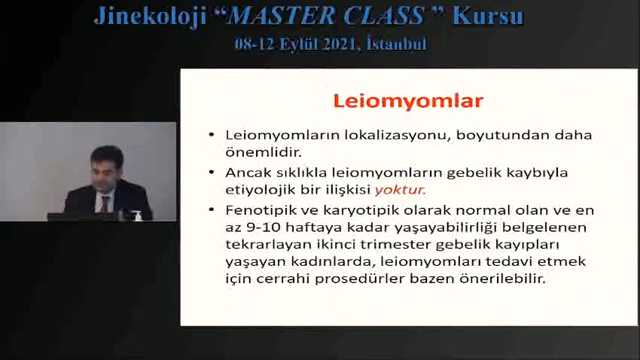 Jinekoloji “MASTER CLASS ” Kursu
08-12 Eylül 2021, İstanbul
Leiomyomlar
• Leiomyomların lokalizasyonu, boyutundan daha
önemlidir.
• Ancak sıklıkla leiomyomların gebelik kaybıyla
etiyolojik bir ilişkisi yoktur.
• Fenotipik ve karyotipik olarak normal olan ve en
az 9-10 haftaya kadar yaşayabilirliği belgelenen
tekrarlayan ikinci trimester gebelik kayıpları
yaşayan kadınlarda, leiomyomları tedavi etmek
için cerrahi prosedürler bazen önerilebilir.